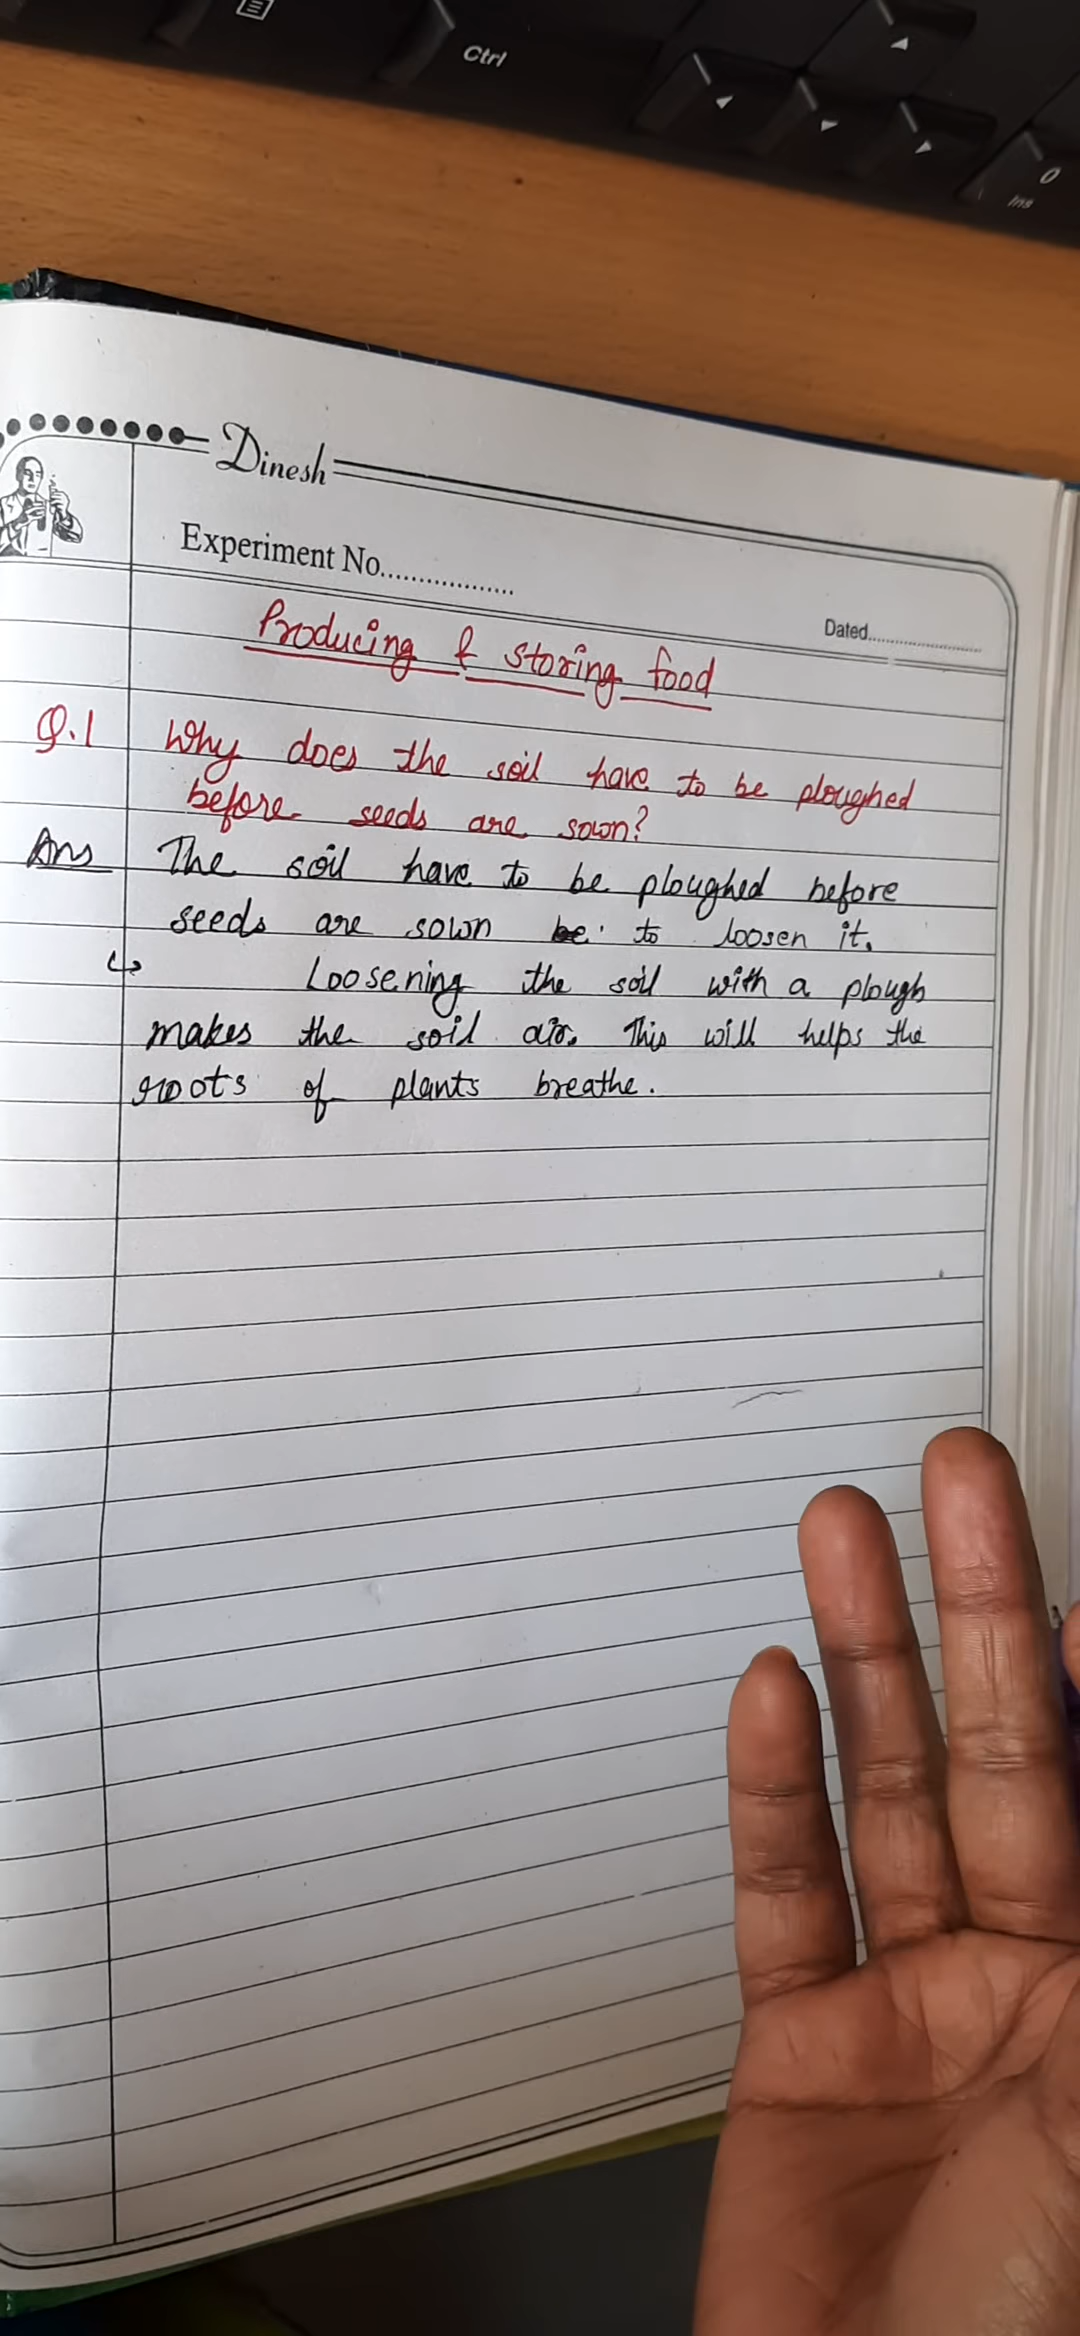 Ctrl
0
Ins
Dinesh
Experiment No..................
Dated..............................
Producing & storing food
Q.1 Why does the soil have to be ploughed
before seeds are sown?
Ans The soil have to be ploughed before
seeds are sown be to loosen it.
↳ Loosening the soil with a plough
makes the soil air. This will helps the
roots of plants breathe.